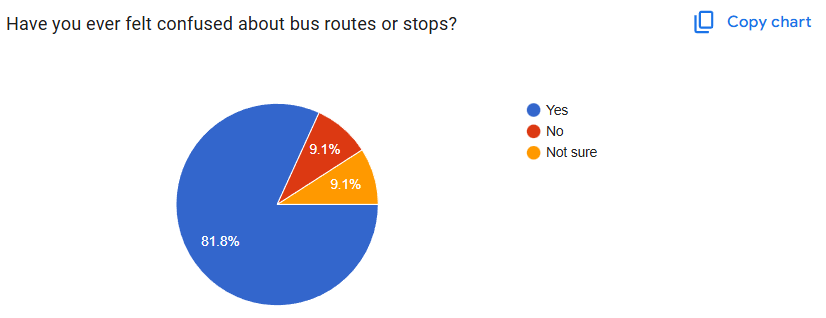 Have you ever felt confused about bus routes or stops?
Copy chart
Yes
No
Not sure
9.1%
9.1%
81.8%